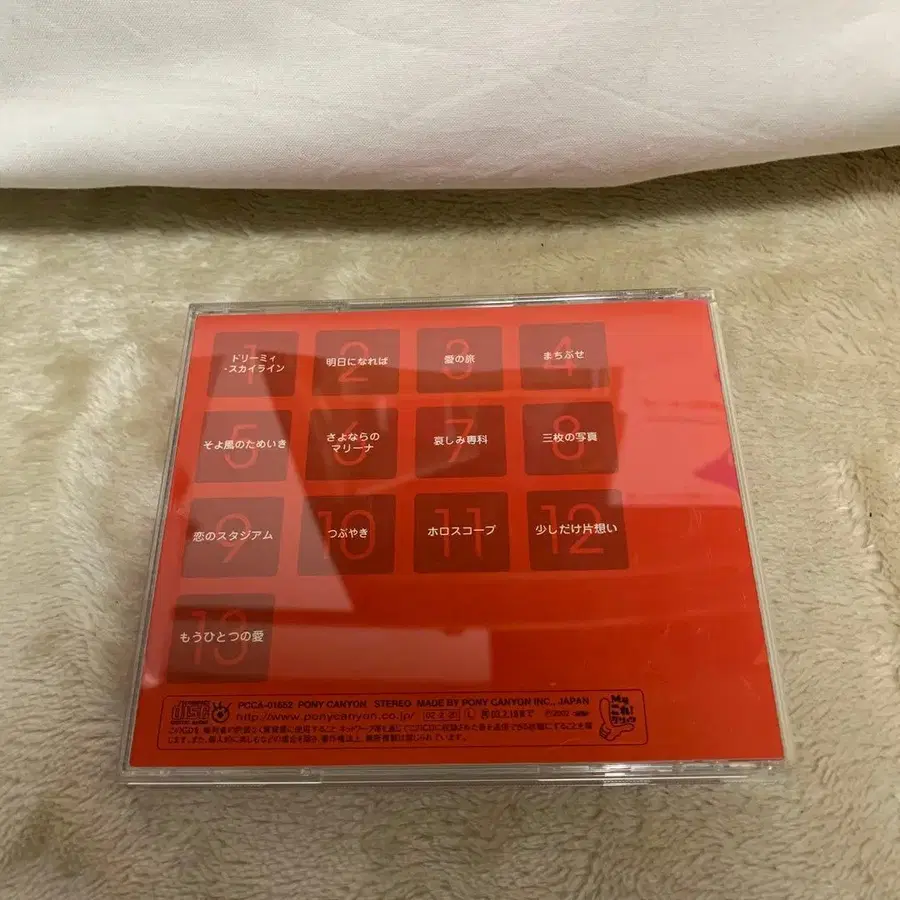 1
ドリーミィ
・スカイライン
2
明日になれば
3
愛の旅
4
まちぶせ
5
そよ風のためいき
6
さよならの
マリーナ
7
哀しみ専科
8
三枚の写真
9
恋のスタジアム
10
つぶやき
11
ホロスコープ
12
少しだけ片想い
13
もうひとつの愛
PCCA-01652 PONY CANYON STEREO MADE BY PONY CANYON INC., JAPAN
http://www.ponycanyon.co.jp/